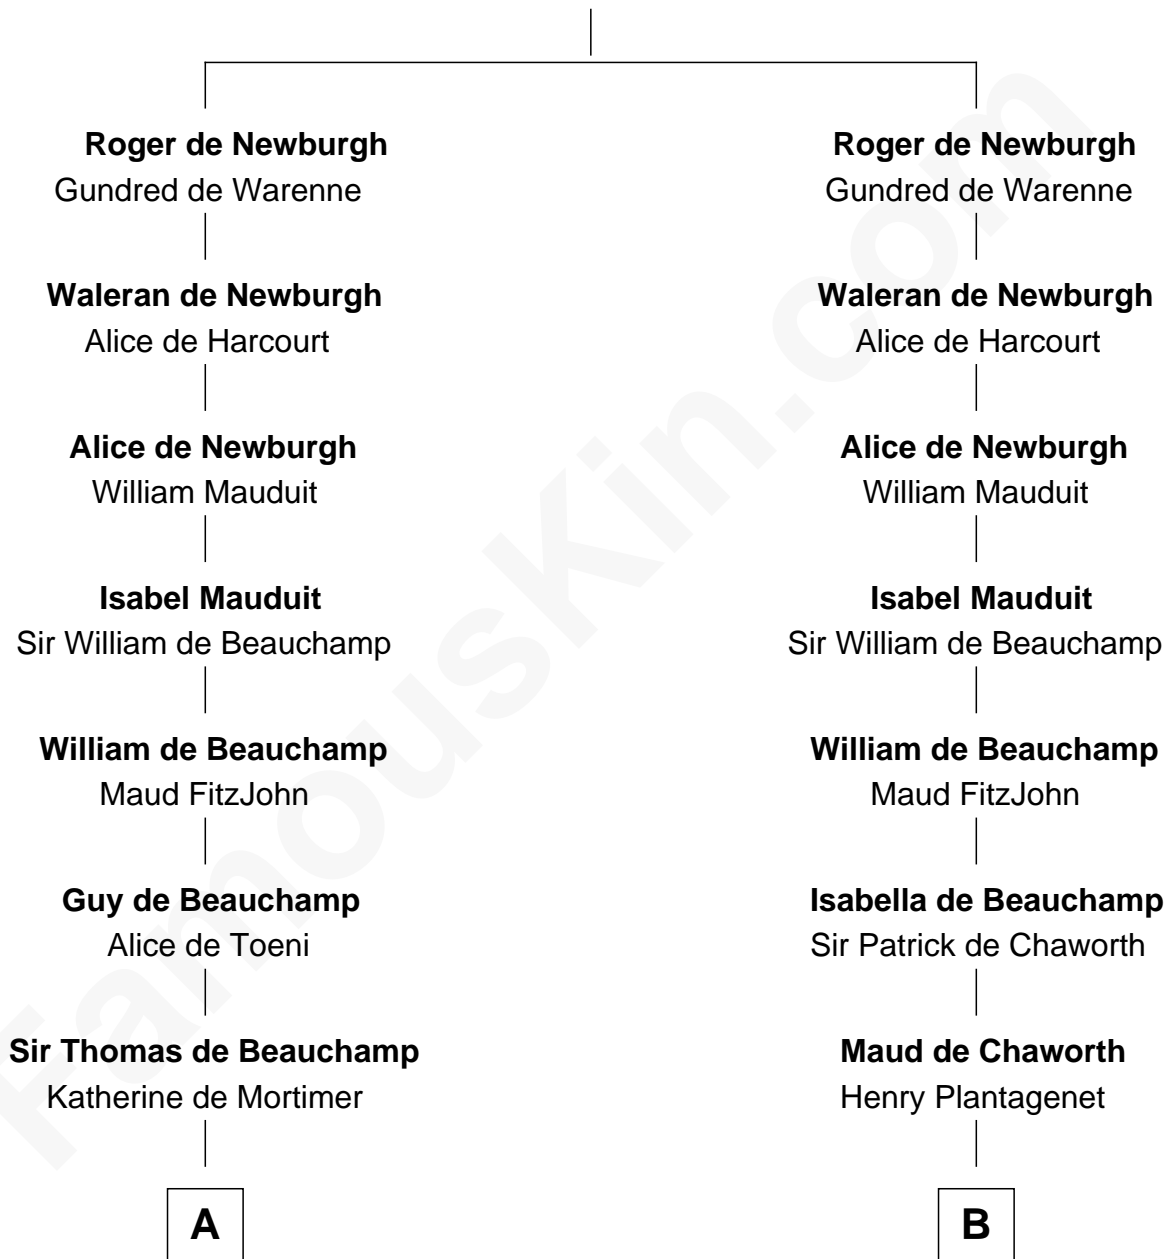 Roger de Newburgh
Gundred de Warenne
Waleran de Newburgh
Alice de Harcourt
Alice de Newburgh
William Mauduit
Isabel Mauduit
Sir William de Beauchamp
William de Beauchamp
Maud FitzJohn
Guy de Beauchamp
Alice de Toeni
Sir Thomas de Beauchamp
Katherine de Mortimer
A
Roger de Newburgh
Gundred de Warenne
Waleran de Newburgh
Alice de Harcourt
Alice de Newburgh
William Mauduit
Isabel Mauduit
Sir William de Beauchamp
William de Beauchamp
Maud FitzJohn
Isabella de Beauchamp
Sir Patrick de Chaworth
Maud de Chaworth
Henry Plantagenet
B
FamousKin.com